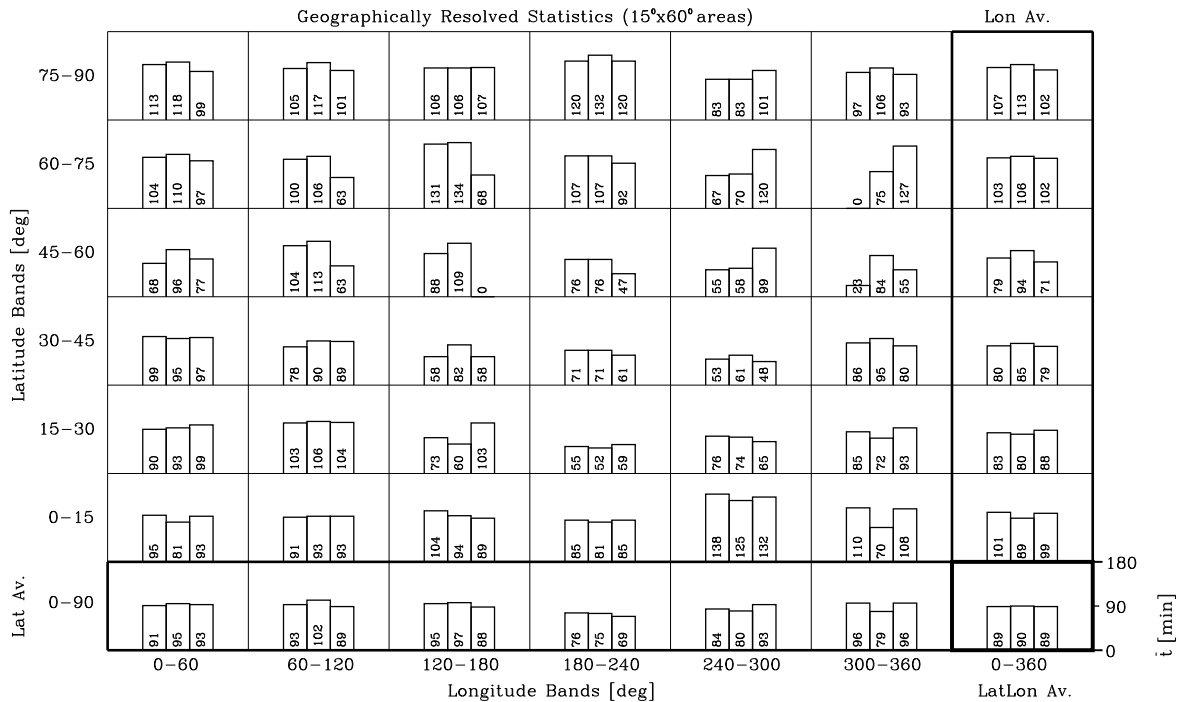 Geographically Resolved Statistics (15°x60° areas) Lon Av.
75-90 113 118 99 105 117 101 106 106 107 120 132 120 83 83 101 97 106 93 107 113 102
60-75 104 110 97 100 106 63 131 134 68 107 107 92 67 70 120 0 75 127 103 106 102
45-60 68 96 77 104 113 63 88 109 0 76 76 47 55 58 99 23 84 55 79 94 71
30-45 99 95 97 78 90 89 58 82 58 71 71 61 53 61 48 86 95 80 80 85 79
15-30 90 93 99 103 106 104 73 60 103 55 52 59 76 74 65 85 72 93 83 80 88
0-15 95 81 93 91 93 93 104 94 89 85 81 85 138 125 132 110 70 108 101 89 99
0-90 91 95 93 93 102 89 95 97 88 76 75 69 84 80 93 96 79 96 89 90 89
Latitude Bands [deg]
Lat Av.
180
90
0
t̄ [min]
0-60 60-120 120-180 180-240 240-300 300-360 0-360
Longitude Bands [deg] LatLon Av.